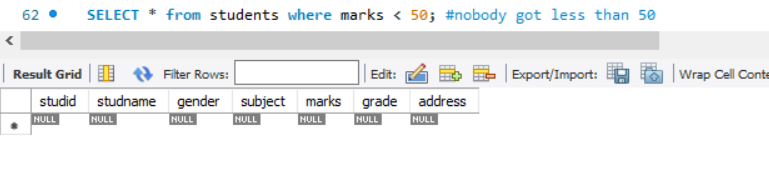 62 SELECT * from students where marks < 50; #nobody got less than 50
Result Grid Filter Rows: Edit: Export/Import: Wrap Cell Conte
studid studname gender subject marks grade address
NULL NULL NULL NULL NULL NULL NULL